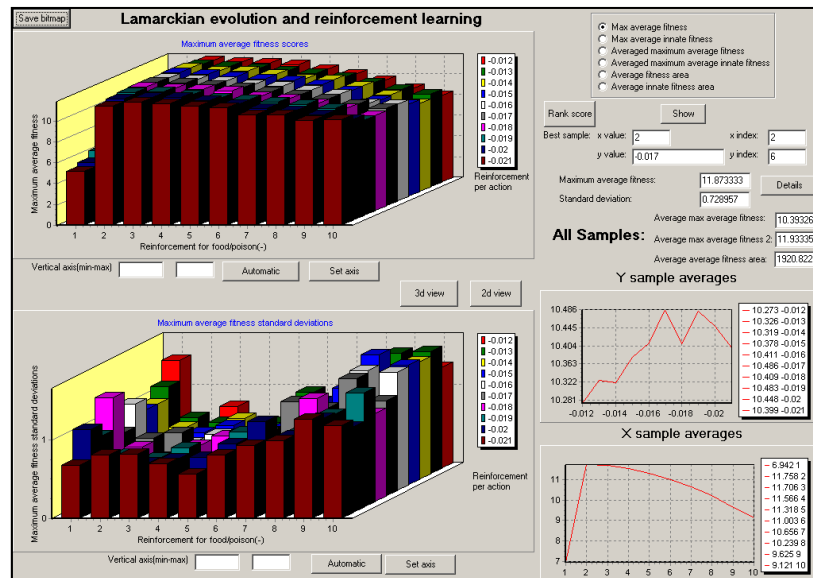 Save bitmap
Lamarckian evolution and reinforcement learning
Maximum average fitness scores
Maximum average fitness
10
8
6
4
2
0
1 2 3 4 5 6 7 8 9 10
Reinforcement for food/poison(-)
-0.012
-0.013
-0.014
-0.015
-0.016
-0.017
-0.018
-0.019
-0.02
-0.021
Reinforcement
per action
Vertical axis(min-max)
Automatic
Set axis
3d view
2d view
Maximum average fitness standard deviations
Maximum average fitness standard deviations
1
0
1 2 3 4 5 6 7 8 9 10
Reinforcement for food/poison(-)
-0.012
-0.013
-0.014
-0.015
-0.016
-0.017
-0.018
-0.019
-0.02
-0.021
Reinforcement
per action
Vertical axis(min-max)
Automatic
Set axis
Max average fitness
Max average innate fitness
Averaged maximum average fitness
Averaged maximum average innate fitness
Average fitness area
Average innate fitness area
Rank score
Show
Best sample: x value: 2 x index: 2
y value: -0.017 y index: 6
Maximum average fitness: 11.873333
Standard deviation: 0.728957
Details
All Samples:
Average max average fitness: 10.39326
Average max average fitness 2: 11.93335
Average average fitness area: 1920.822
Y sample averages
10.486
10.445
10.404
10.363
10.322
10.281
-0.012 -0.014 -0.016 -0.018 -0.02
10.273 -0.012
10.326 -0.013
10.319 -0.014
10.378 -0.015
10.411 -0.016
10.486 -0.017
10.409 -0.018
10.483 -0.019
10.448 -0.02
10.399 -0.021
X sample averages
11
10
9
8
7
1 2 3 4 5 6 7 8 9 10
6.942 1
11.758 2
11.706 3
11.566 4
11.318 5
11.003 6
10.656 7
10.239 8
9.625 9
9.121 10